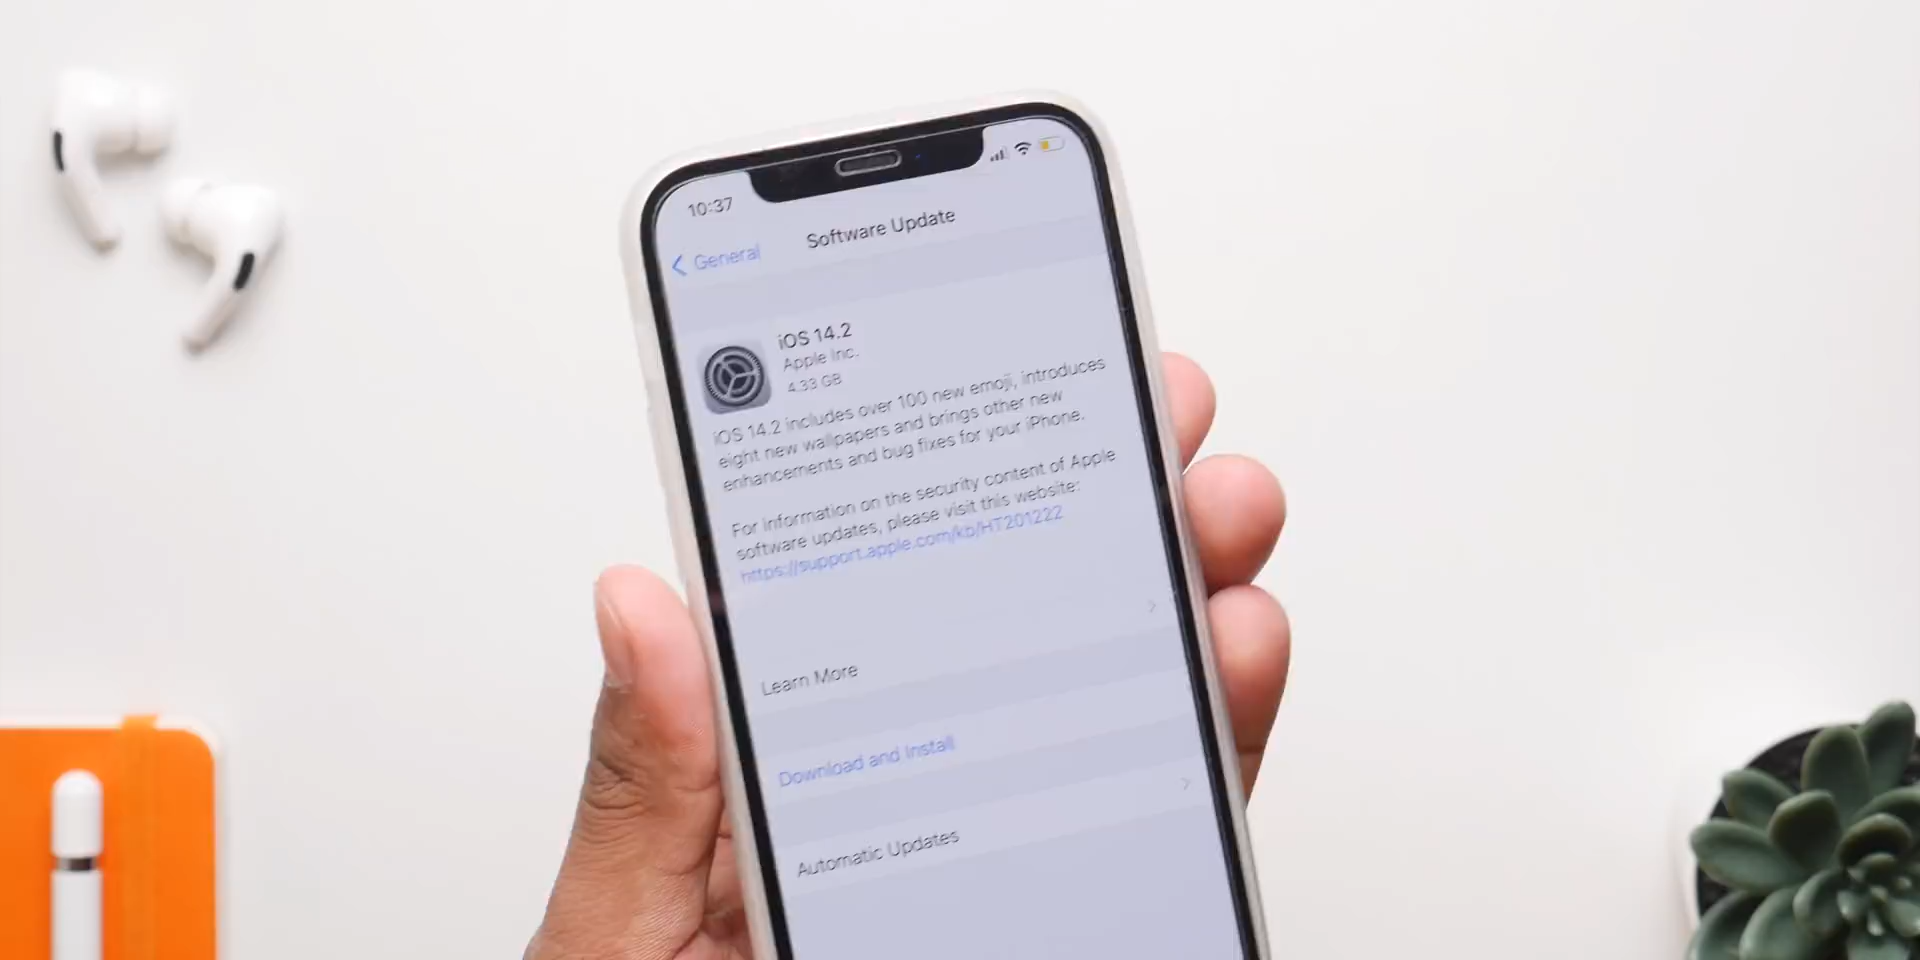 10:37
Software Update
General
iOS 14.2
Apple Inc.
4.33 GB
iOS 14.2 includes over 100 new emoji, introduces
eight new wallpapers and brings other new
enhancements and bug fixes for your iPhone.
For information on the security content of Apple
software updates, please visit this website:
https://support.apple.com/kb/HT201222
Learn More
Download and Install
Automatic Updates